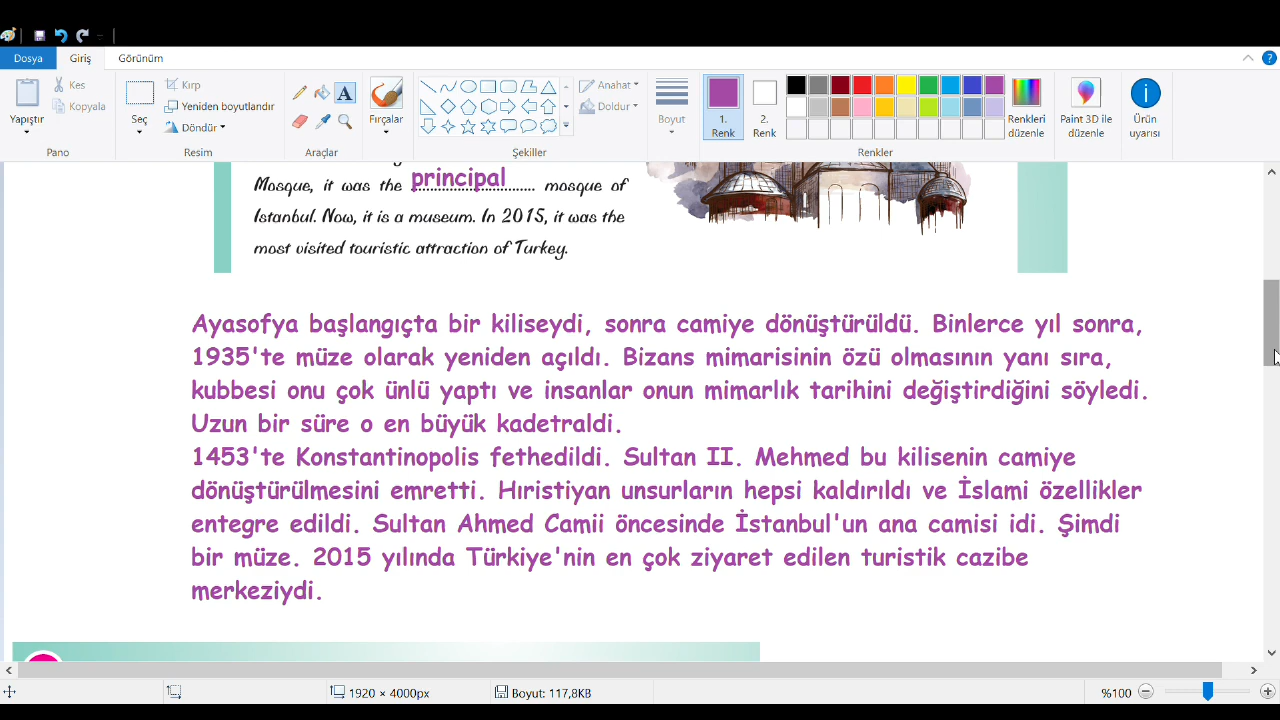 Dosya Giriş Görünüm
Yapıştır
Kes
Kopyala
Pano
Seç
Kırp
Yeniden boyutlandır
Döndür
Resim
A
Araçlar
Fırçalar
Şekiller
Anahat
Doldur
Boyut
1.
Renk
2.
Renk
Renkler
Renkleri
düzenle
Paint 3D ile
düzenle
Ürün
uyarısı
Mosque, it was the principal mosque of
Istanbul. Now, it is a museum. In 2015, it was the
most visited touristic attraction of Turkey.
Ayasofya başlangıçta bir kiliseydi, sonra camiye dönüştürüldü. Binlerce yıl sonra,
1935'te müze olarak yeniden açıldı. Bizans mimarisinin özü olmasının yanı sıra,
kubbesi onu çok ünlü yaptı ve insanlar onun mimarlık tarihini değiştirdiğini söyledi.
Uzun bir süre o en büyük kadetraldi.
1453'te Konstantinopolis fethedildi. Sultan II. Mehmed bu kilisenin camiye
dönüştürülmesini emretti. Hıristiyan unsurların hepsi kaldırıldı ve İslami özellikler
entegre edildi. Sultan Ahmed Camii öncesinde İstanbul'un ana camisi idi. Şimdi
bir müze. 2015 yılında Türkiye'nin en çok ziyaret edilen turistik cazibe
merkeziydi.
1920 × 4000px
Boyut: 117,8KB
%100